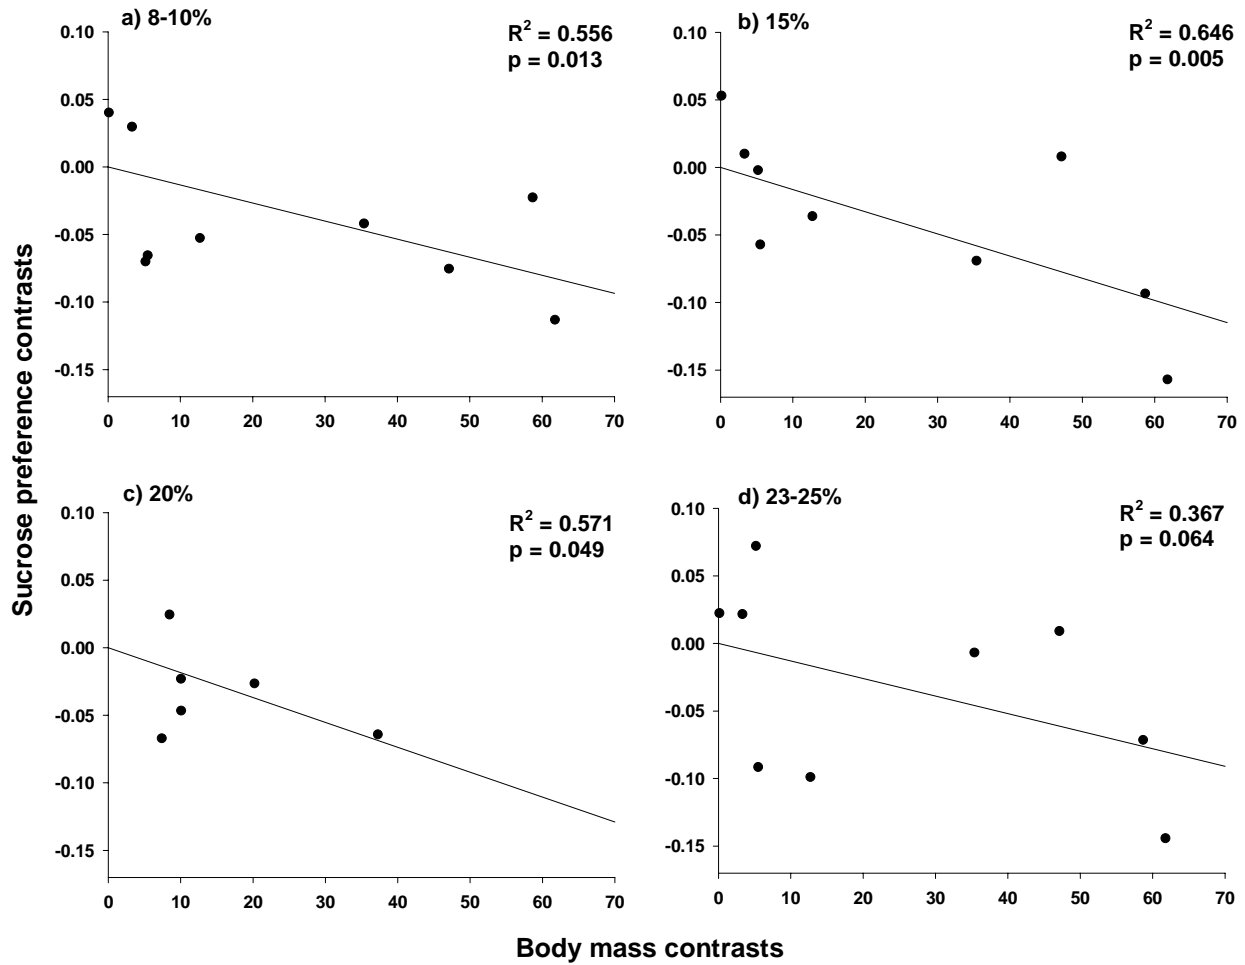 a) 8-10%
R² = 0.556
p = 0.013
0.10
0.05
0.00
-0.05
-0.10
-0.15
0 10 20 30 40 50 60 70
b) 15%
R² = 0.646
p = 0.005
0.10
0.05
0.00
-0.05
-0.10
-0.15
0 10 20 30 40 50 60 70
Sucrose preference contrasts
c) 20%
R² = 0.571
p = 0.049
0.10
0.05
0.00
-0.05
-0.10
-0.15
0 10 20 30 40 50 60 70
d) 23-25%
R² = 0.367
p = 0.064
0.10
0.05
0.00
-0.05
-0.10
-0.15
0 10 20 30 40 50 60 70
Body mass contrasts